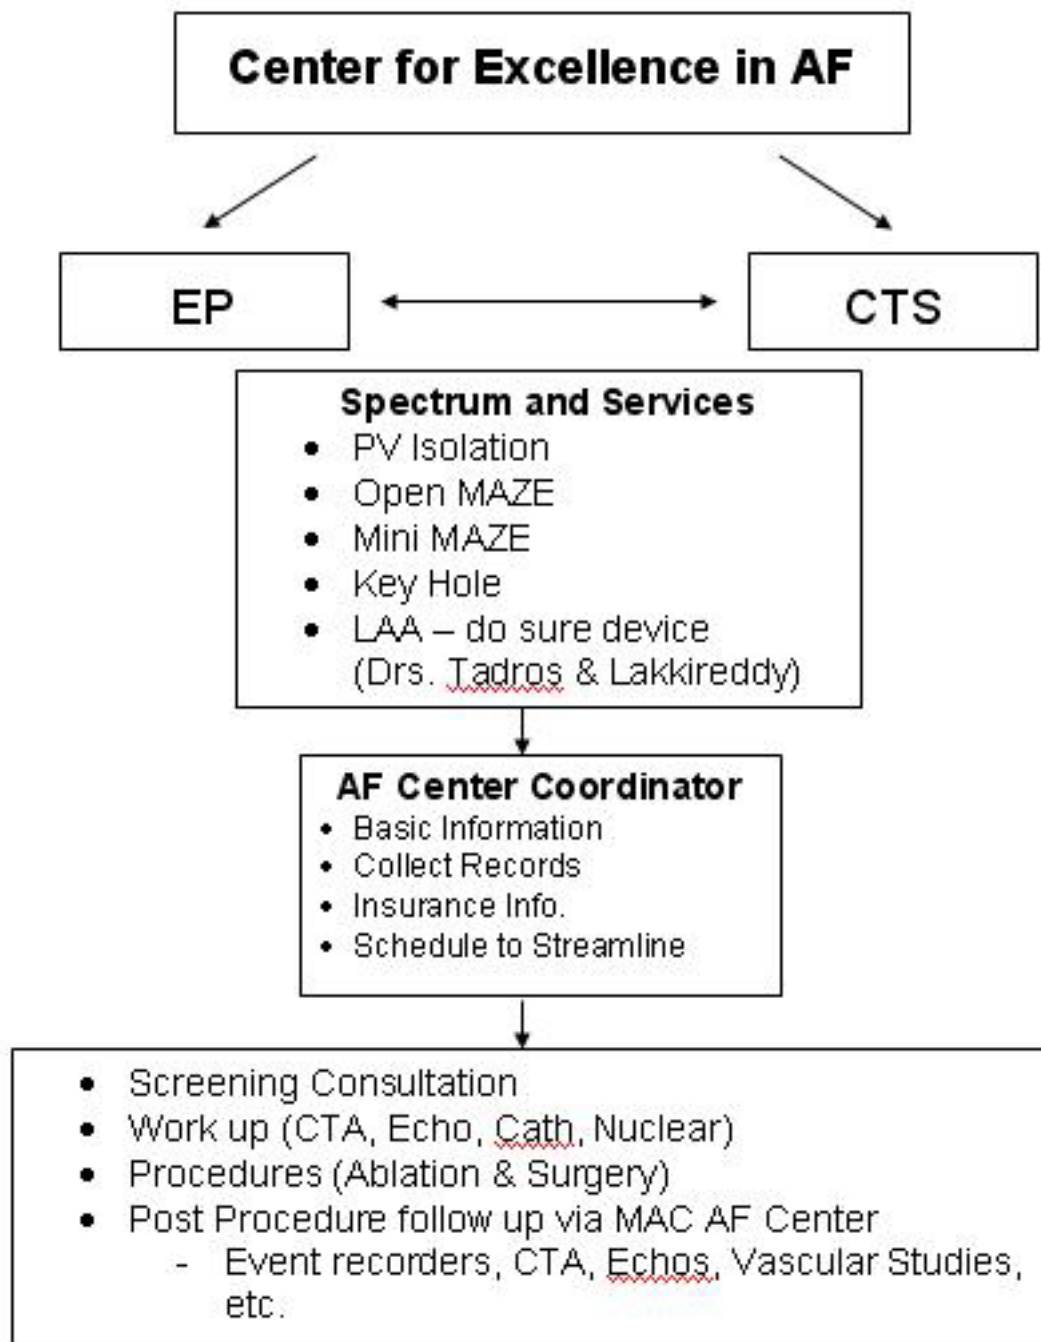 Center for Excellence in AF
EP
CTS
Spectrum and Services
• PV Isolation
• Open MAZE
• Mini MAZE
• Key Hole
• LAA – do sure device
(Drs. Tadros & Lakkireddy)
AF Center Coordinator
• Basic Information
• Collect Records
• Insurance Info.
• Schedule to Streamline
• Screening Consultation
• Work up (CTA, Echo, Cath, Nuclear)
• Procedures (Ablation & Surgery)
• Post Procedure follow up via MAC AF Center
- Event recorders, CTA, Echos, Vascular Studies,
etc.